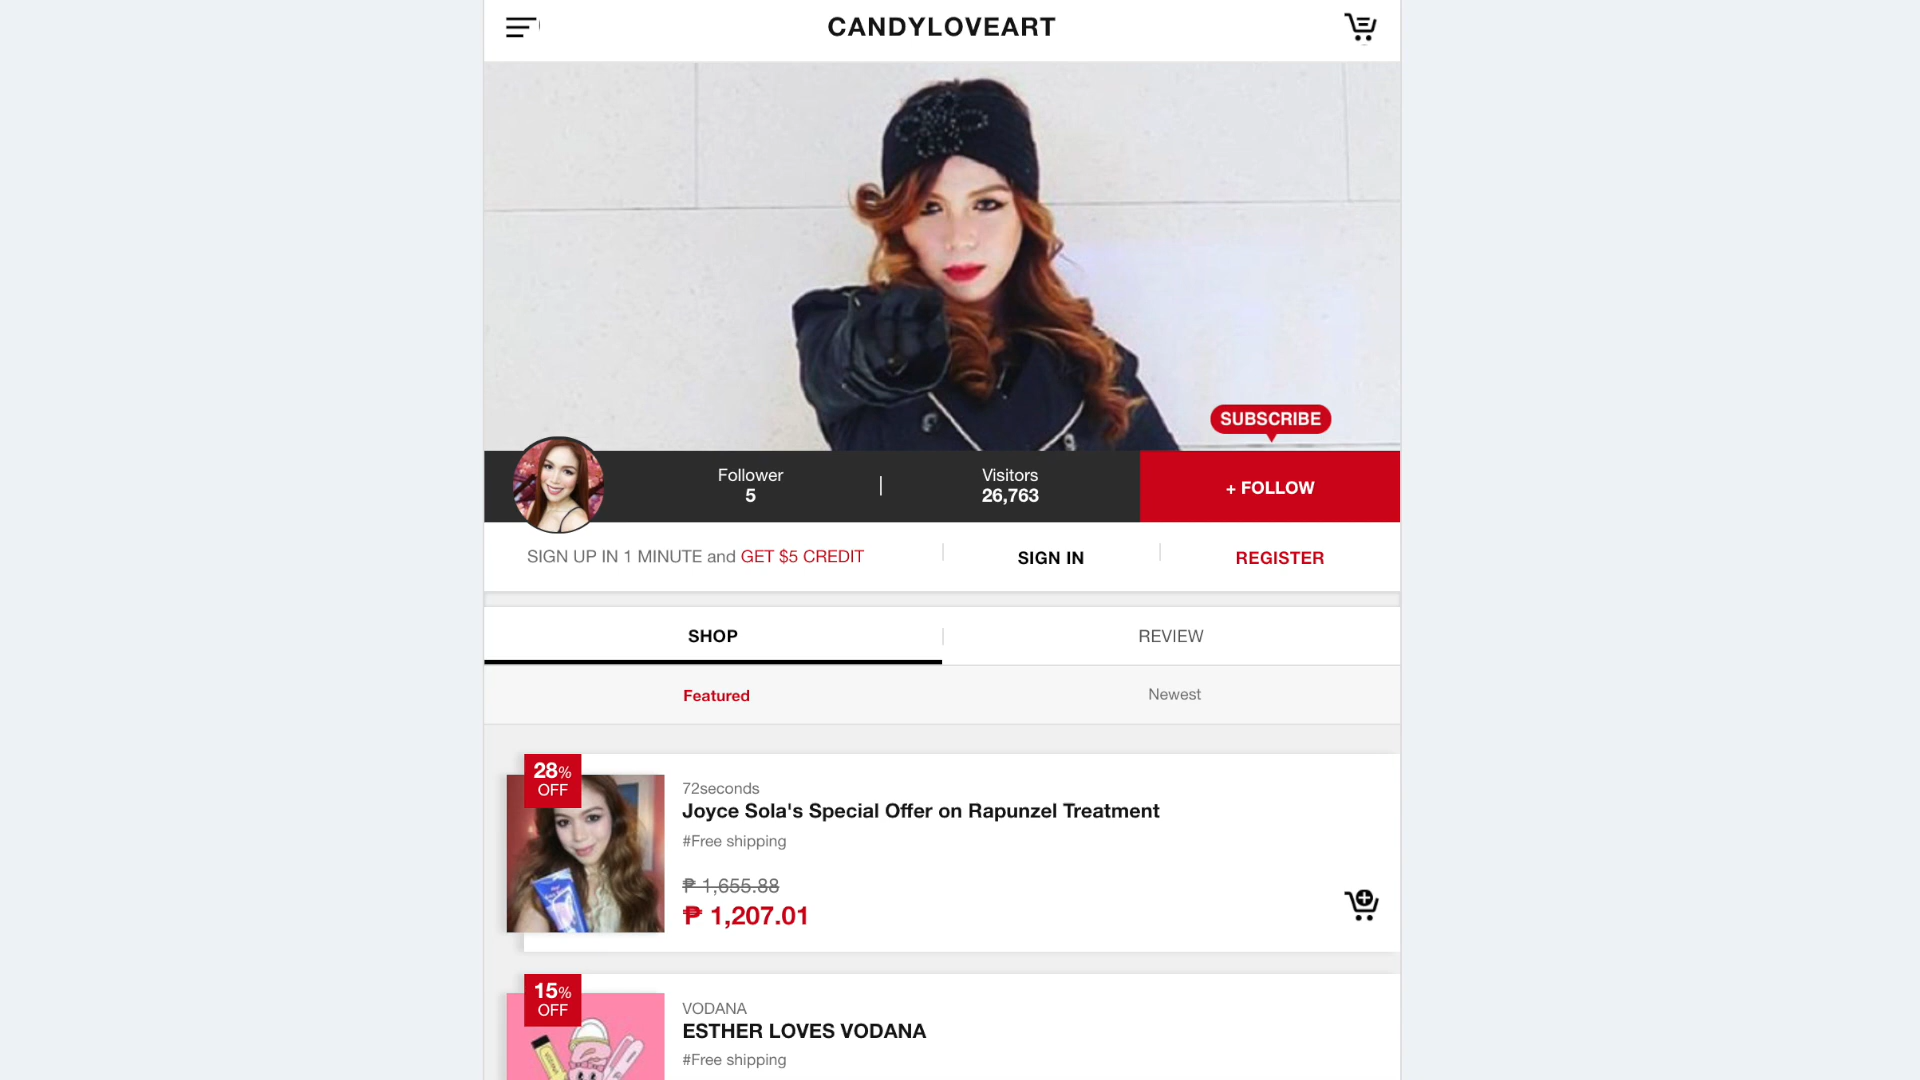 CANDYLOVEART
SUBSCRIBE
Follower
5
Visitors
26,763
+ FOLLOW
SIGN UP IN 1 MINUTE and GET $5 CREDIT
SIGN IN
REGISTER
SHOP
REVIEW
Featured
Newest
28%
OFF
72seconds
Joyce Sola's Special Offer on Rapunzel Treatment
#Free shipping
₱ 1,655.88
₱ 1,207.01
15%
OFF
VODANA
ESTHER LOVES VODANA
#Free shipping